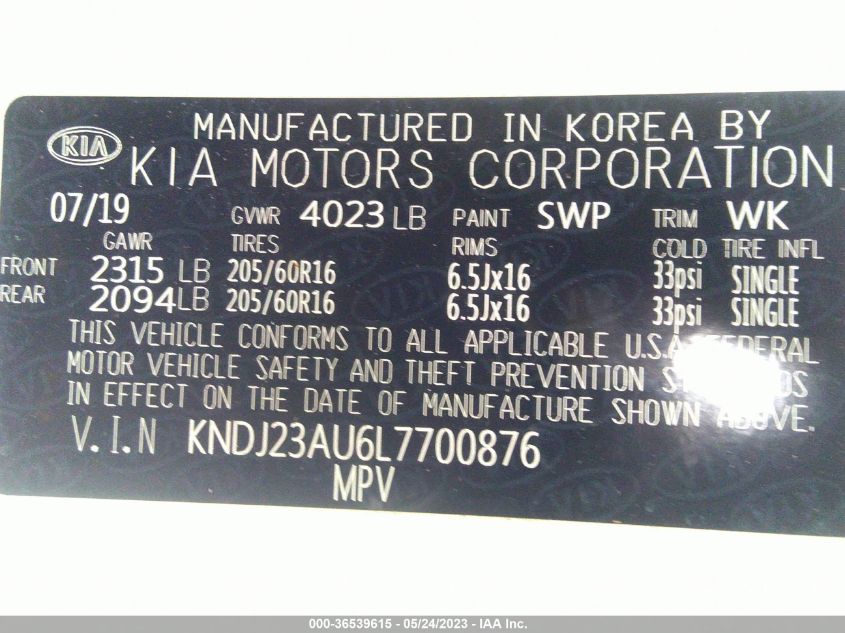 MANUFACTURED IN KOREA BY
KIA KIA MOTORS CORPORATION
07/19 GVWR 4023 LB PAINT SWP TRIM WK
GAWR TIRES RIMS COLD TIRE INFL
FRONT 2315 LB 205/60R16 6.5Jx16 33psi SINGLE
REAR 2094 LB 205/60R16 6.5Jx16 33psi SINGLE
THIS VEHICLE CONFORMS TO ALL APPLICABLE U.S.A. FEDERAL
MOTOR VEHICLE SAFETY AND THEFT PREVENTION
IN EFFECT ON THE DATE OF MANUFACTURE SHOWN ABOVE.
V.I.N KNDJ23AU6L7700876
MPV
000-36539615 - 05/24/2023 - IAA Inc.